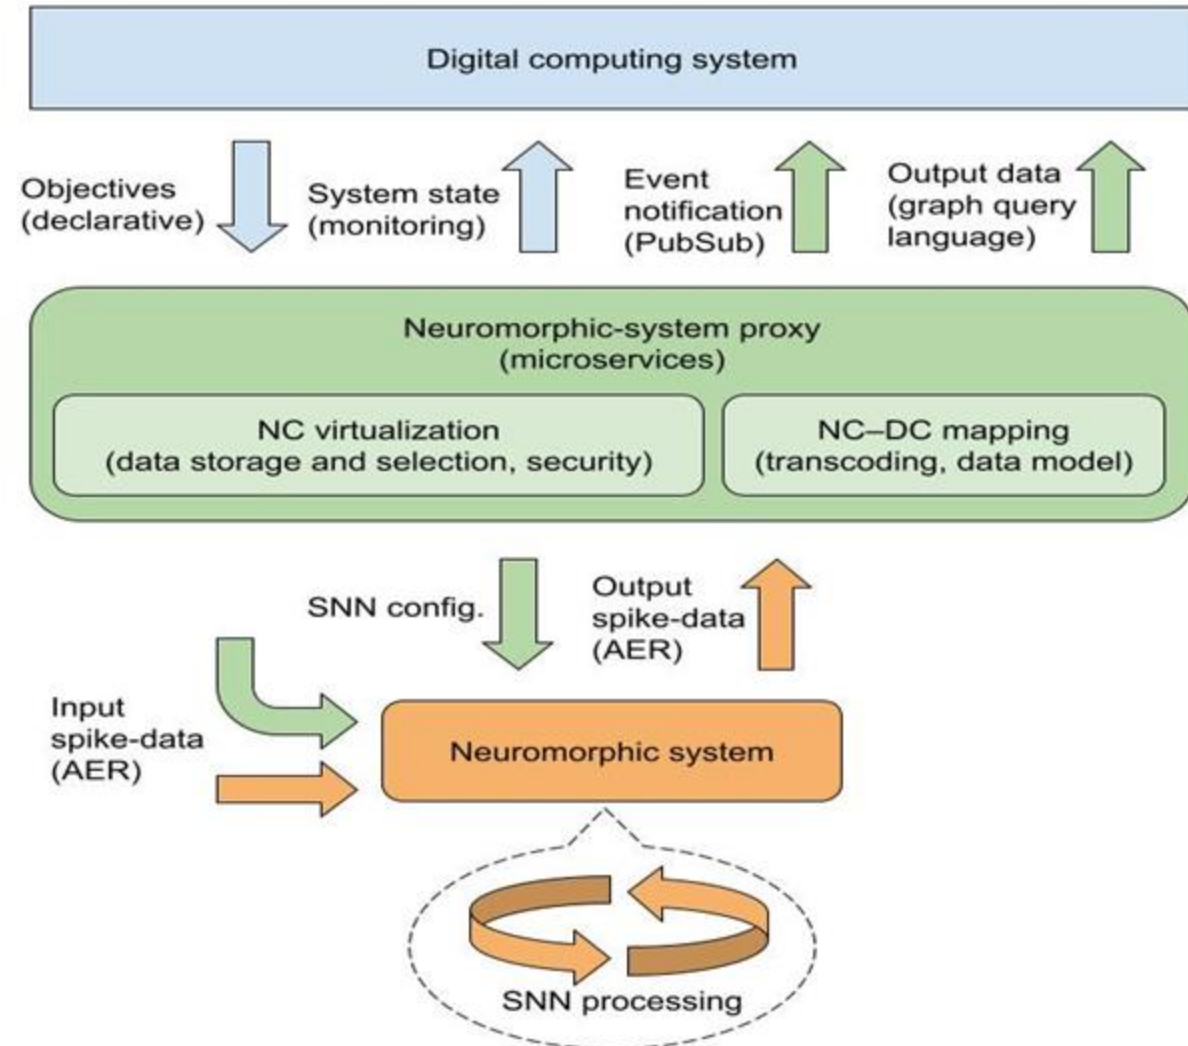 Digital computing system
Objectives
(declarative)
System state
(monitoring)
Event
notification
(PubSub)
Output data
(graph query
language)
Neuromorphic-system proxy
(microservices)
NC virtualization
(data storage and selection, security)
NC–DC mapping
(transcoding, data model)
SNN config.
Output
spike-data
(AER)
Input
spike-data
(AER)
Neuromorphic system
SNN processing